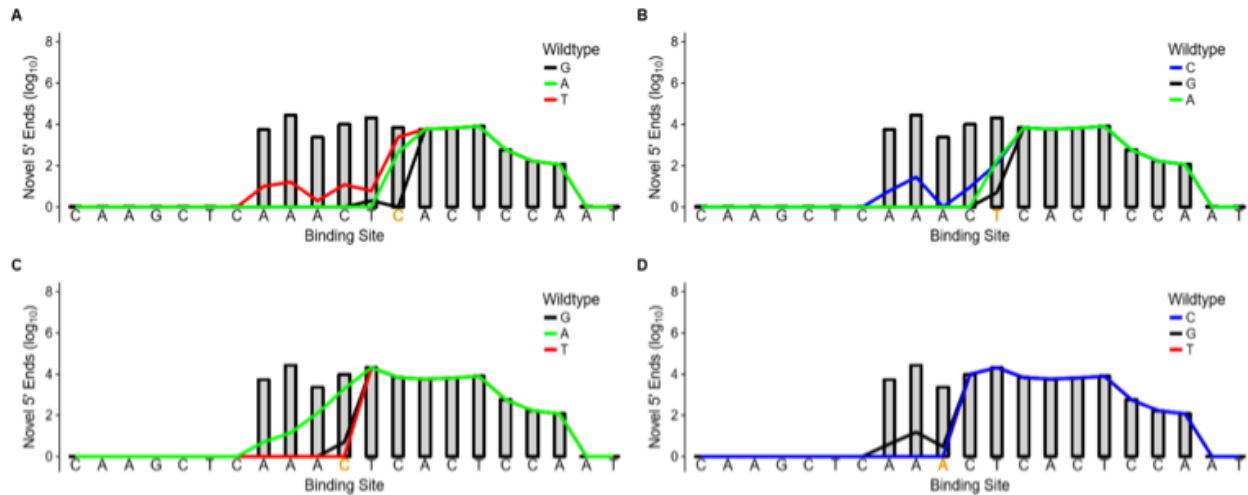 A
Novel 5' Ends (log10)
8
6
4
2
0
Wildtype
G
A
T
C A A G C T C A A A C T C A C T C C A A T
Binding Site
B
Novel 5' Ends (log10)
8
6
4
2
0
Wildtype
C
G
A
C A A G C T C A A A C T C A C T C C A A T
Binding Site
C
Novel 5' Ends (log10)
8
6
4
2
0
Wildtype
G
A
T
C A A G C T C A A A C T C A C T C C A A T
Binding Site
D
Novel 5' Ends (log10)
8
6
4
2
0
Wildtype
C
G
T
C A A G C T C A A A C T C A C T C C A A T
Binding Site